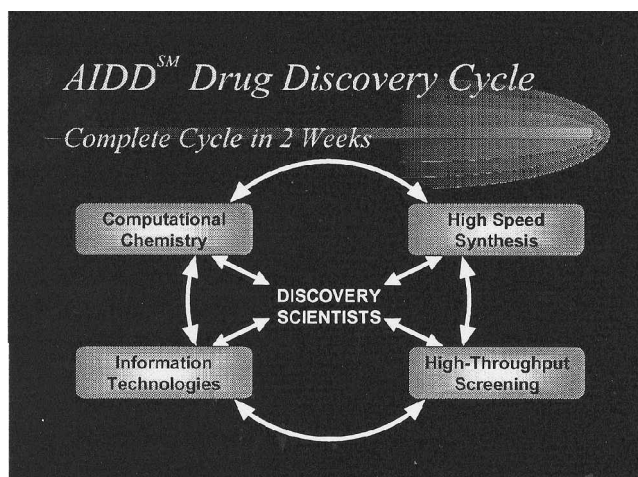 AIDD℠ Drug Discovery Cycle
Complete Cycle in 2 Weeks
Computational
Chemistry
High Speed
Synthesis
DISCOVERY
SCIENTISTS
Information
Technologies
High-Throughput
Screening